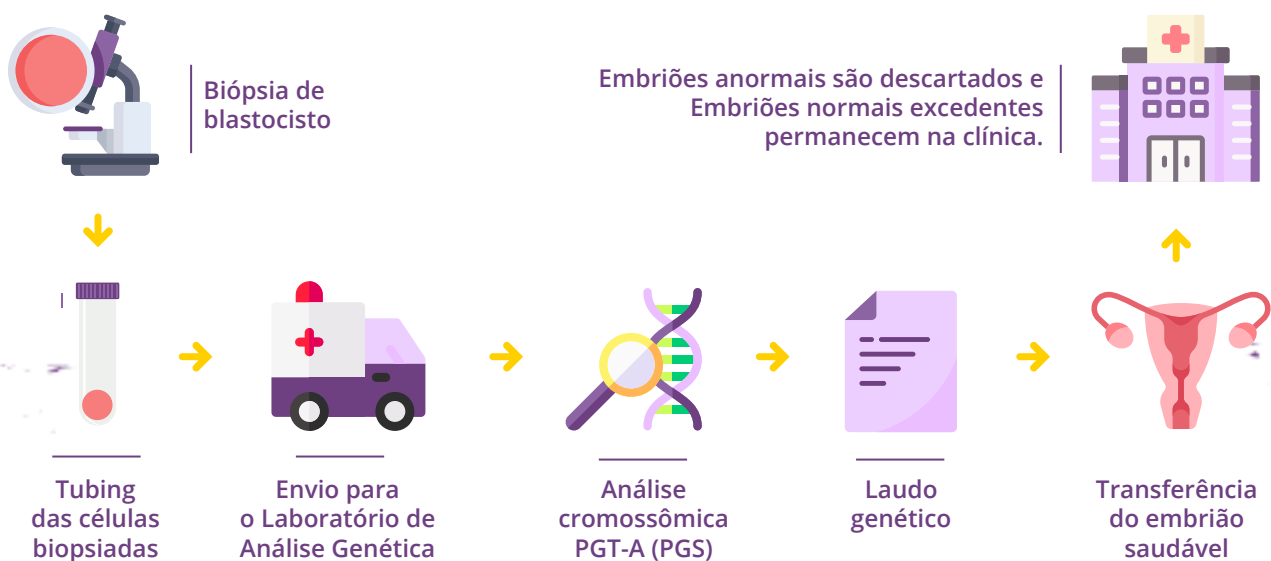 Biópsia de
blastocisto
Tubing
das células
biopsiadas
Envio para
o Laboratório de
Análise Genética
Análise
cromossômica
PGT-A (PGS)
Laudo
genético
Transferência
do embrião
saudável
Embriões anormais são descartados e
Embriões normais excedentes
permanecem na clínica.